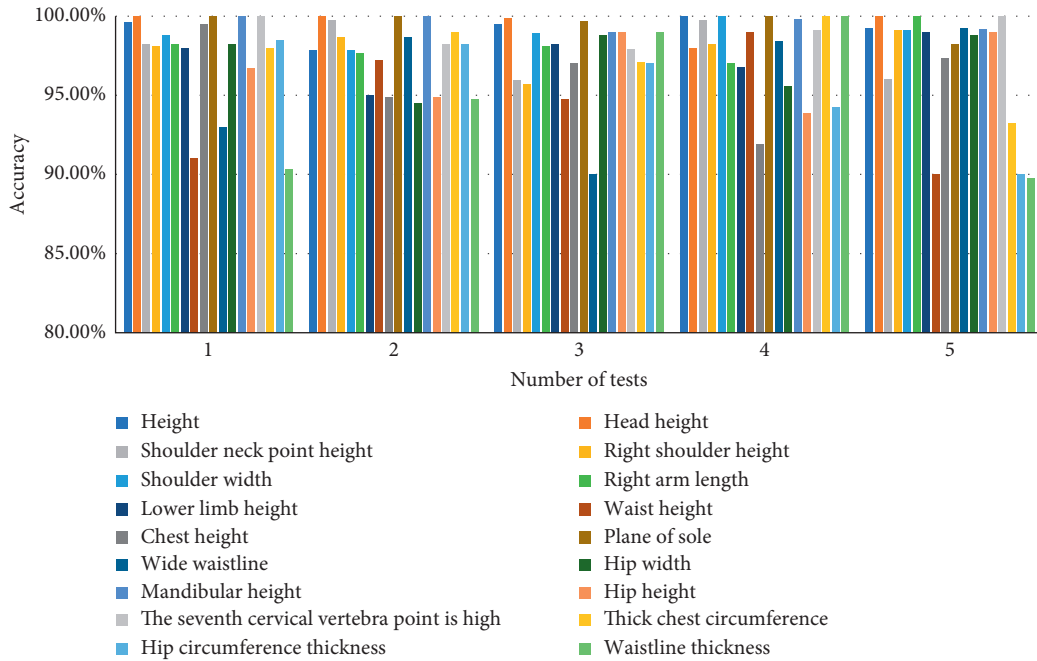 100.00%
95.00%
90.00%
85.00%
80.00%
Accuracy
1 2 3 4 5
Number of tests
Height Head height
Shoulder neck point height Right shoulder height
Shoulder width Right arm length
Lower limb height Waist height
Chest height Plane of sole
Wide waistline Hip width
Mandibular height Hip height
The seventh cervical vertebra point is high Thick chest circumference
Hip circumference thickness Waistline thickness